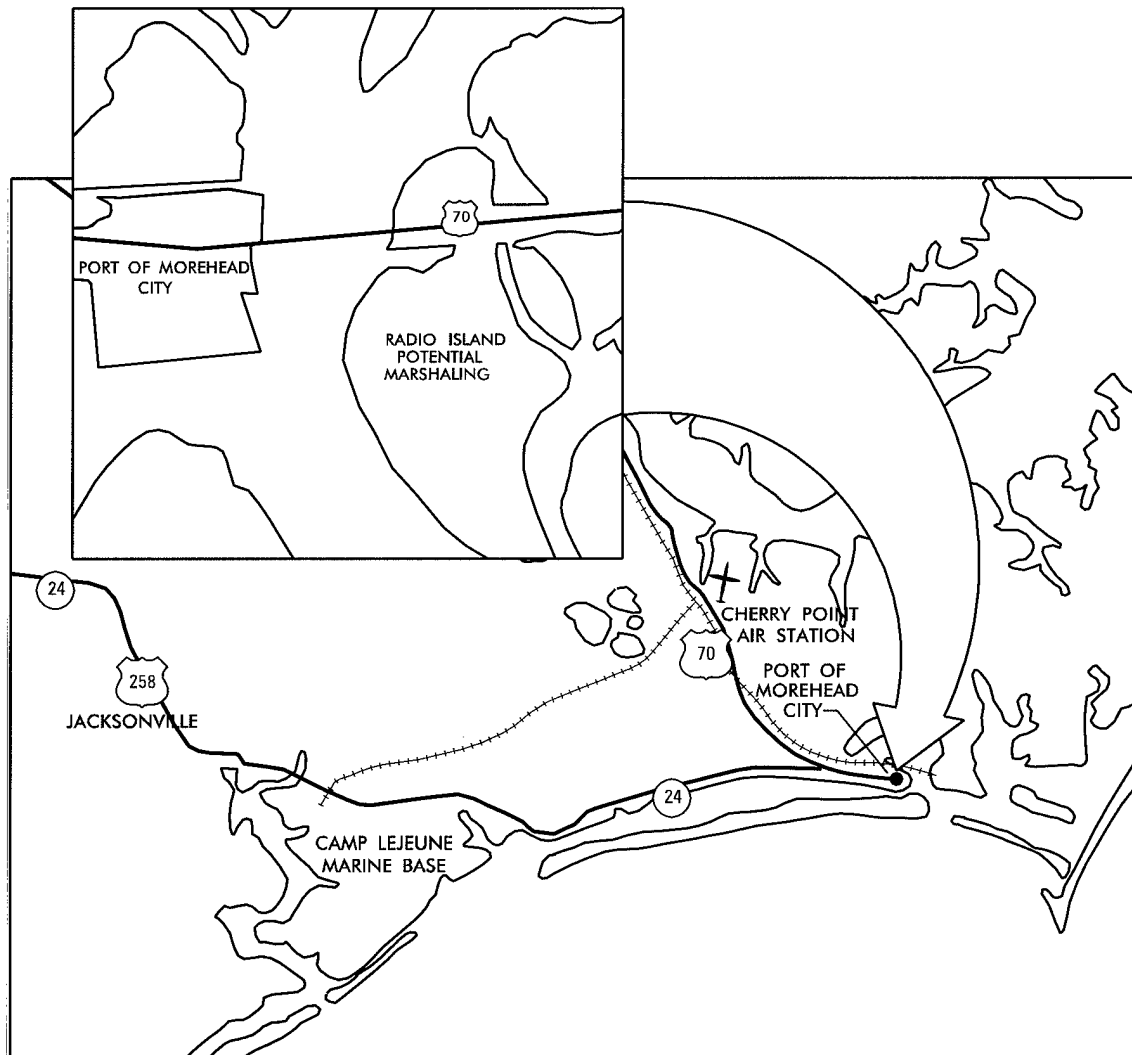 70
PORT OF MOREHEAD
CITY
RADIO ISLAND
POTENTIAL
MARSHALING
24
258
JACKSONVILLE
CHERRY POINT
AIR STATION
70
PORT OF
MOREHEAD
CITY
24
CAMP LEJEUNE
MARINE BASE